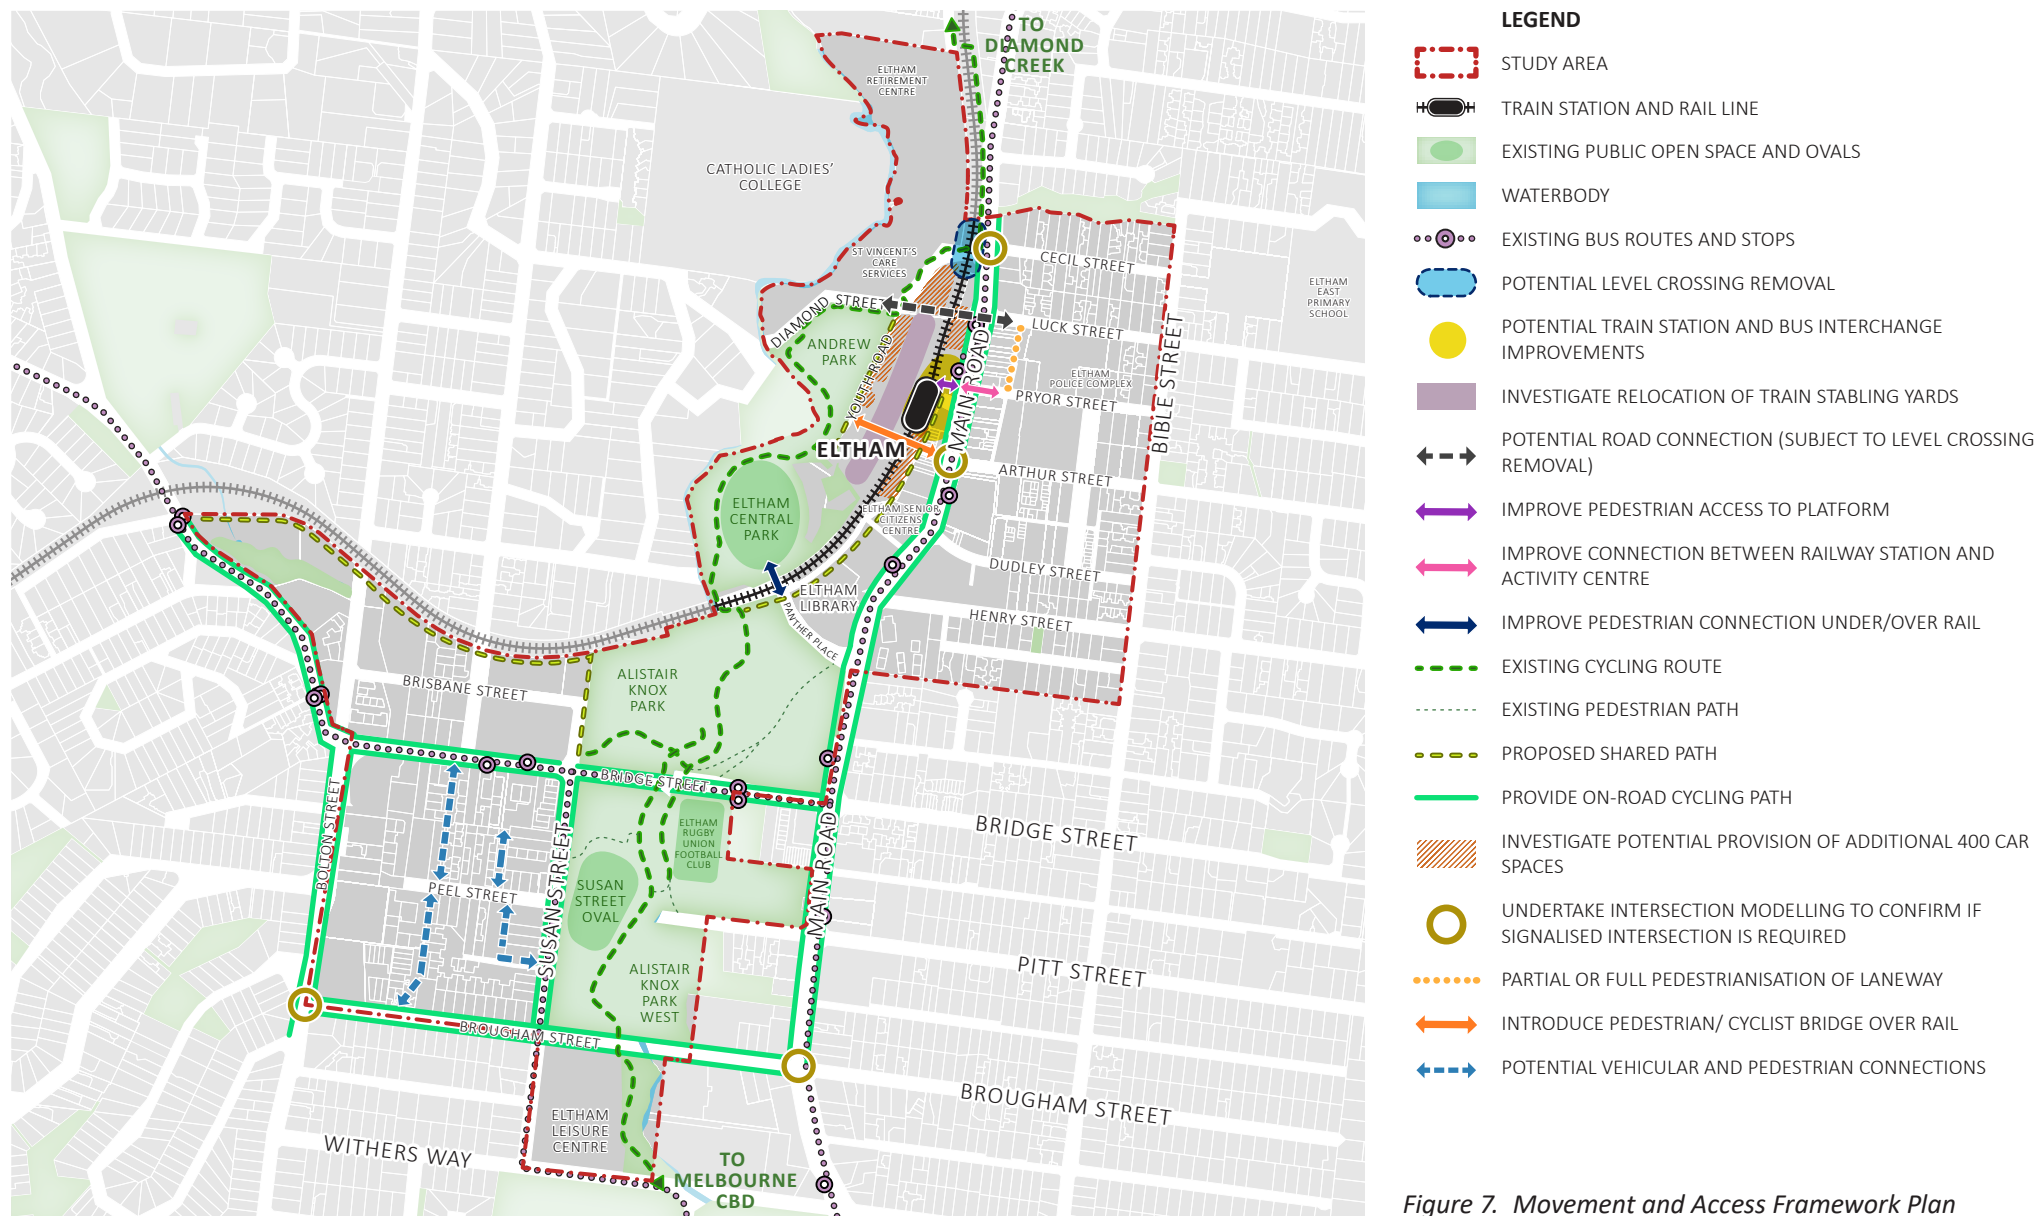 TO
DIAMOND
CREEK
ELTHAM
RETIREMENT
CENTRE
CATHOLIC LADIES'
COLLEGE
ST VINCENT'S
CARE
SERVICES
CECIL STREET
ELTHAM
EAST
PRIMARY
SCHOOL
DIAMOND STREET
LUCK STREET
ANDREW
PARK
YOUTH ROAD
MAIN ROAD
BIBLE STREET
ELTHAM
POLICE COMPLEX
PRYOR STREET
ELTHAM
ARTHUR STREET
ELTHAM
CENTRAL
PARK
ELTHAM SENIOR
CITIZENS
CENTRE
DUDLEY STREET
ELTHAM
LIBRARY
PANTHER PLACE
HENRY STREET
BRISBANE STREET
ALISTAIR
KNOX
PARK
BRIDGE STREET
BOLTON STREET
SUSAN STREET
ELTHAM
RUGBY
UNION
FOOTBALL
CLUB
MAIN ROAD
BRIDGE STREET
PEEL STREET
SUSAN
STREET
OVAL
ALISTAIR
KNOX
PARK
WEST
PITT STREET
BROUGHAM STREET
BROUGHAM STREET
ELTHAM
LEISURE
CENTRE
WITHERS WAY
TO
MELBOURNE
CBD
LEGEND
STUDY AREA
TRAIN STATION AND RAIL LINE
EXISTING PUBLIC OPEN SPACE AND OVALS
WATERBODY
EXISTING BUS ROUTES AND STOPS
POTENTIAL LEVEL CROSSING REMOVAL
POTENTIAL TRAIN STATION AND BUS INTERCHANGE
IMPROVEMENTS
INVESTIGATE RELOCATION OF TRAIN STABLING YARDS
POTENTIAL ROAD CONNECTION (SUBJECT TO LEVEL CROSSING
REMOVAL)
IMPROVE PEDESTRIAN ACCESS TO PLATFORM
IMPROVE CONNECTION BETWEEN RAILWAY STATION AND
ACTIVITY CENTRE
IMPROVE PEDESTRIAN CONNECTION UNDER/OVER RAIL
EXISTING CYCLING ROUTE
EXISTING PEDESTRIAN PATH
PROPOSED SHARED PATH
PROVIDE ON-ROAD CYCLING PATH
INVESTIGATE POTENTIAL PROVISION OF ADDITIONAL 400 CAR
SPACES
UNDERTAKE INTERSECTION MODELLING TO CONFIRM IF
SIGNALISED INTERSECTION IS REQUIRED
PARTIAL OR FULL PEDESTRIANISATION OF LANEWAY
INTRODUCE PEDESTRIAN/ CYCLIST BRIDGE OVER RAIL
POTENTIAL VEHICULAR AND PEDESTRIAN CONNECTIONS
Figure 7. Movement and Access Framework Plan